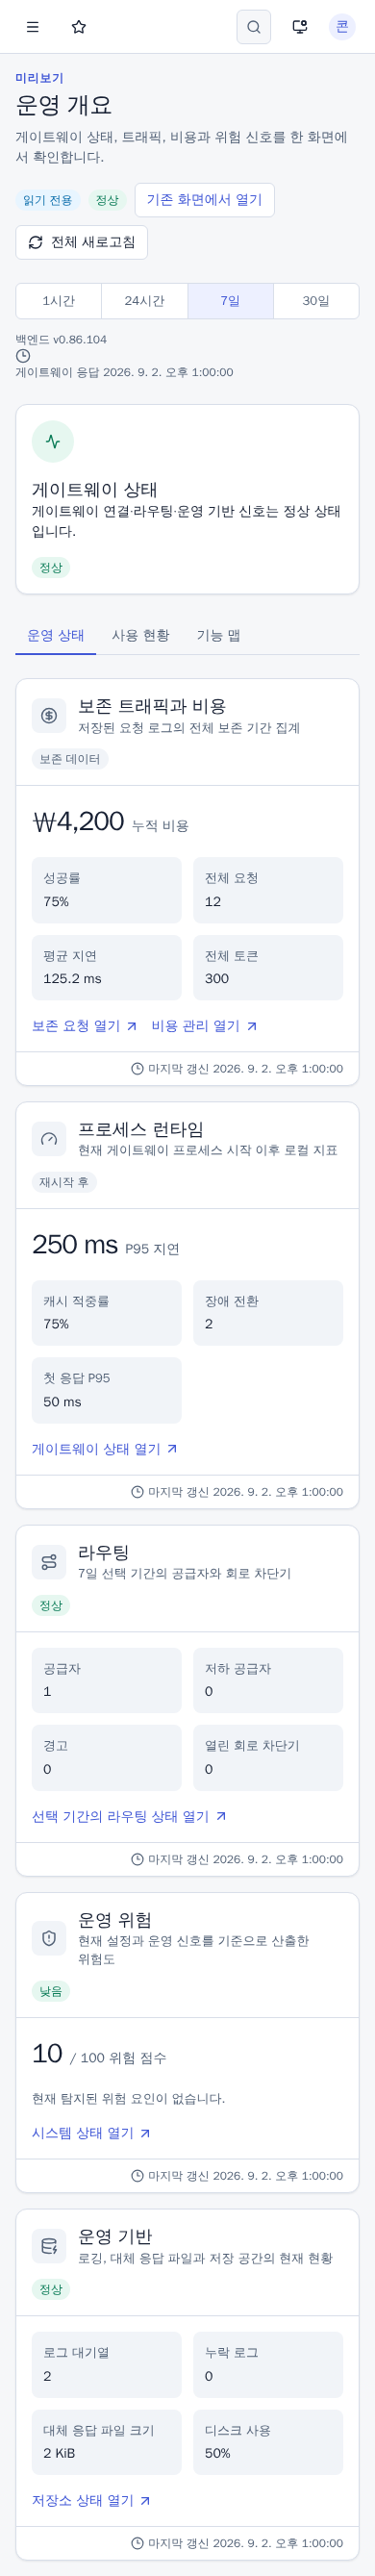 콘
미리보기
운영 개요
게이트웨이 상태, 트래픽, 비용과 위험 신호를 한 화면에
서 확인합니다.
읽기 전용
정상
기존 화면에서 열기
전체 새로고침
1시간
24시간
7일
30일
백엔드 v0.86.104
게이트웨이 응답 2026. 9. 2. 오후 1:00:00
게이트웨이 상태
게이트웨이 연결·라우팅·운영 기반 신호는 정상 상태
입니다.
정상
운영 상태
사용 현황
기능 맵
보존 트래픽과 비용
저장된 요청 로그의 전체 보존 기간 집계
보존 데이터
₩4,200 누적 비용
성공률
75%
전체 요청
12
평균 지연
125.2 ms
전체 토큰
300
보존 요청 열기
비용 관리 열기
마지막 갱신 2026. 9. 2. 오후 1:00:00
프로세스 런타임
현재 게이트웨이 프로세스 시작 이후 로컬 지표
재시작 후
250 ms P95 지연
캐시 적중률
75%
장애 전환
2
첫 응답 P95
50 ms
게이트웨이 상태 열기
마지막 갱신 2026. 9. 2. 오후 1:00:00
라우팅
7일 선택 기간의 공급자와 회로 차단기
정상
공급자
1
저하 공급자
0
경고
0
열린 회로 차단기
0
선택 기간의 라우팅 상태 열기
마지막 갱신 2026. 9. 2. 오후 1:00:00
운영 위험
현재 설정과 운영 신호를 기준으로 산출한
위험도
낮음
10 / 100 위험 점수
현재 탐지된 위험 요인이 없습니다.
시스템 상태 열기
마지막 갱신 2026. 9. 2. 오후 1:00:00
운영 기반
로깅, 대체 응답 파일과 저장 공간의 현재 현황
정상
로그 대기열
2
누락 로그
0
대체 응답 파일 크기
2 KiB
디스크 사용
50%
저장소 상태 열기
마지막 갱신 2026. 9. 2. 오후 1:00:00